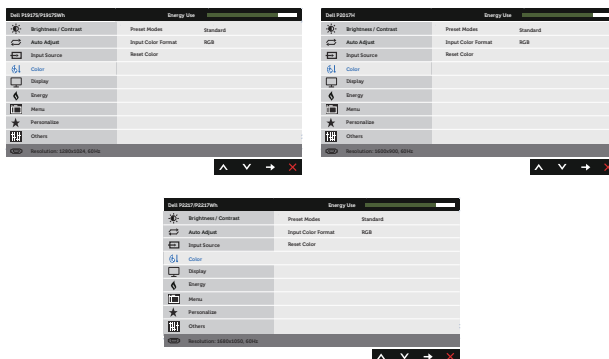 Dell P1917S/P1917SWh Energy Use
Brightness / Contrast Preset Modes Standard
Auto Adjust Input Color Format RGB
Input Source Reset Color
Color
Display
Energy
Menu
Personalize
Others
Resolution: 1280x1024, 60Hz
Dell P2017H Energy Use
Brightness / Contrast Preset Modes Standard
Auto Adjust Input Color Format RGB
Input Source Reset Color
Color
Display
Energy
Menu
Personalize
Others
Resolution: 1600x900, 60Hz
Dell P2217/P2217Wh Energy Use
Brightness / Contrast Preset Modes Standard
Auto Adjust Input Color Format RGB
Input Source Reset Color
Color
Display
Energy
Menu
Personalize
Others
Resolution: 1680x1050, 60Hz